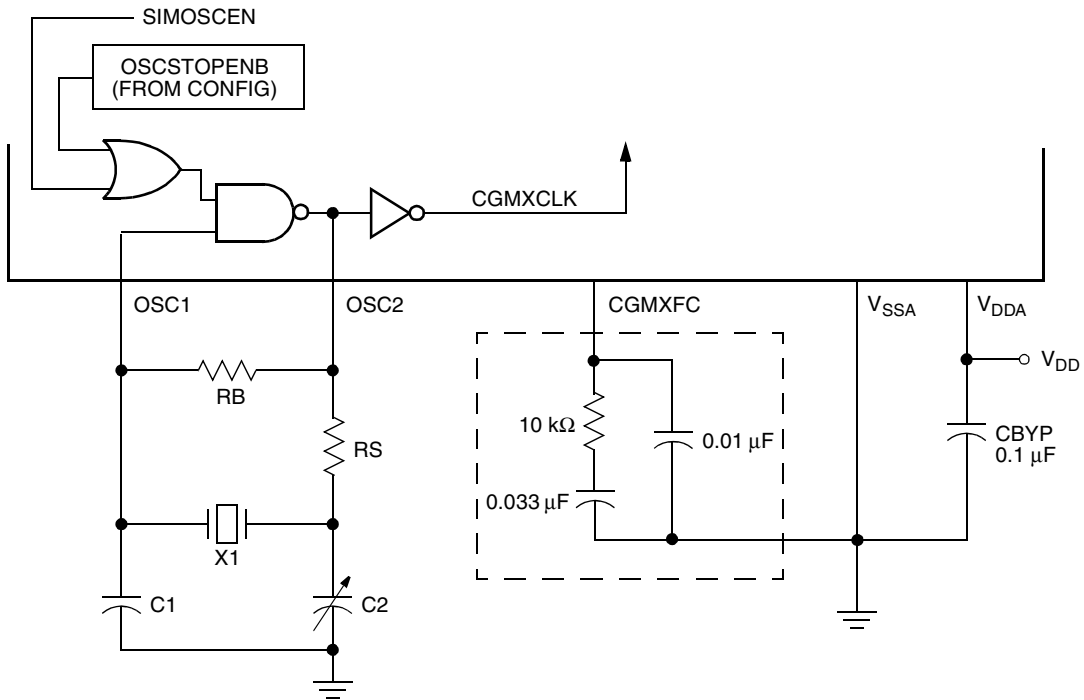 SIMOSCEN
OSCSTOPENB
(FROM CONFIG)
CGMXCLK
OSC1
OSC2
CGMXFC
VSSA
VDDA
VDD
RB
10 kΩ
0.01 µF
CBYP
0.1 µF
RS
0.033 µF
X1
C1
C2